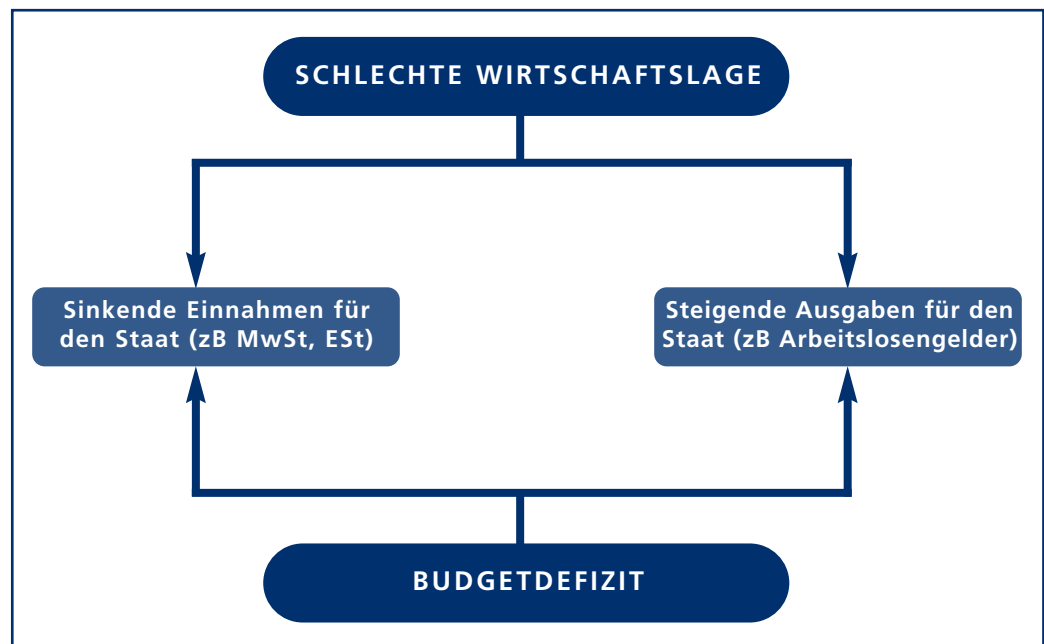 SCHLECHTE WIRTSCHAFTSLAGE
Sinkende Einnahmen für
den Staat (zB MwSt, ESt)
Steigende Ausgaben für den
Staat (zB Arbeitslosengelder)
BUDGETDEFIZIT